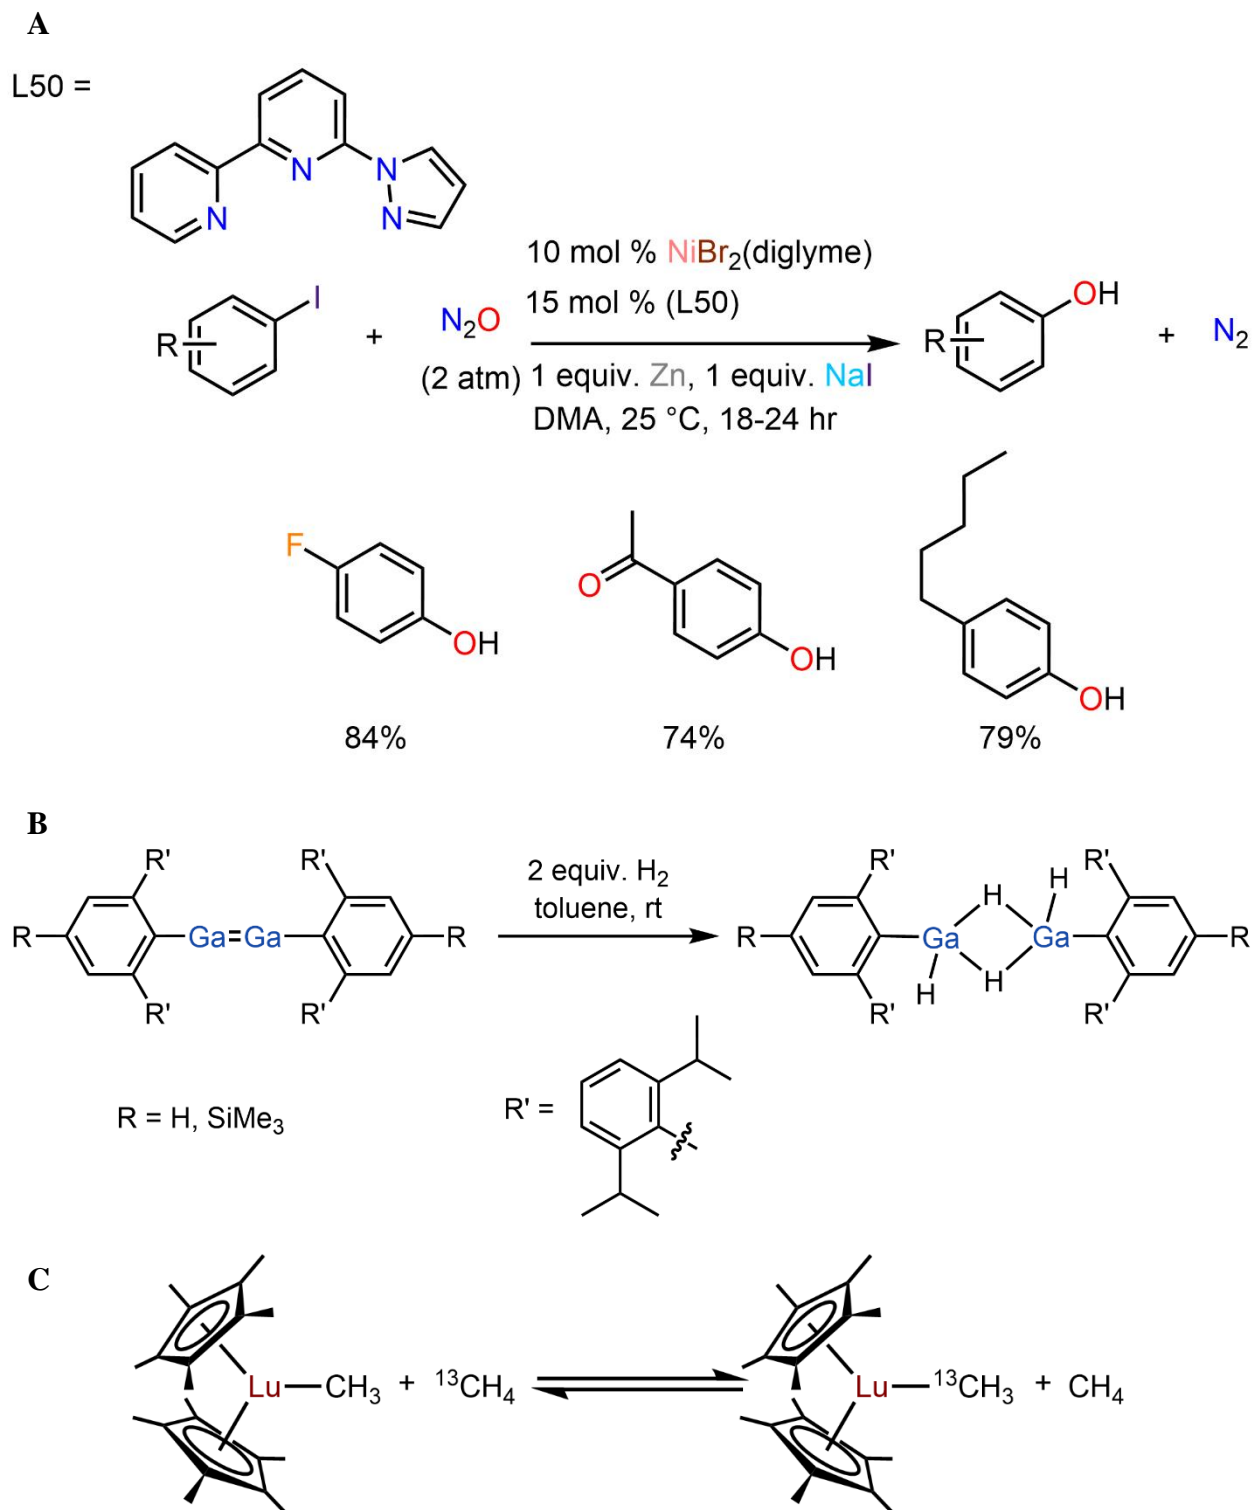 A
L50 =
N
N
N
N
10 mol % NiBr₂(diglyme)
15 mol % (L50)
R
I
+
N₂O
(2 atm)
1 equiv. Zn, 1 equiv. NaI
DMA, 25 °C, 18-24 hr
R
OH
+
N₂
F
OH
O
OH
OH
84%
74%
79%
B
R
R'
R'
Ga=Ga
R'
R'
R
2 equiv. H₂
toluene, rt
R
R'
R'
Ga
H
H
H
Ga
H
R'
R'
R
R = H, SiMe₃
R' =
C
Lu
CH₃
+
¹³CH₄
Lu
¹³CH₃
+
CH₄